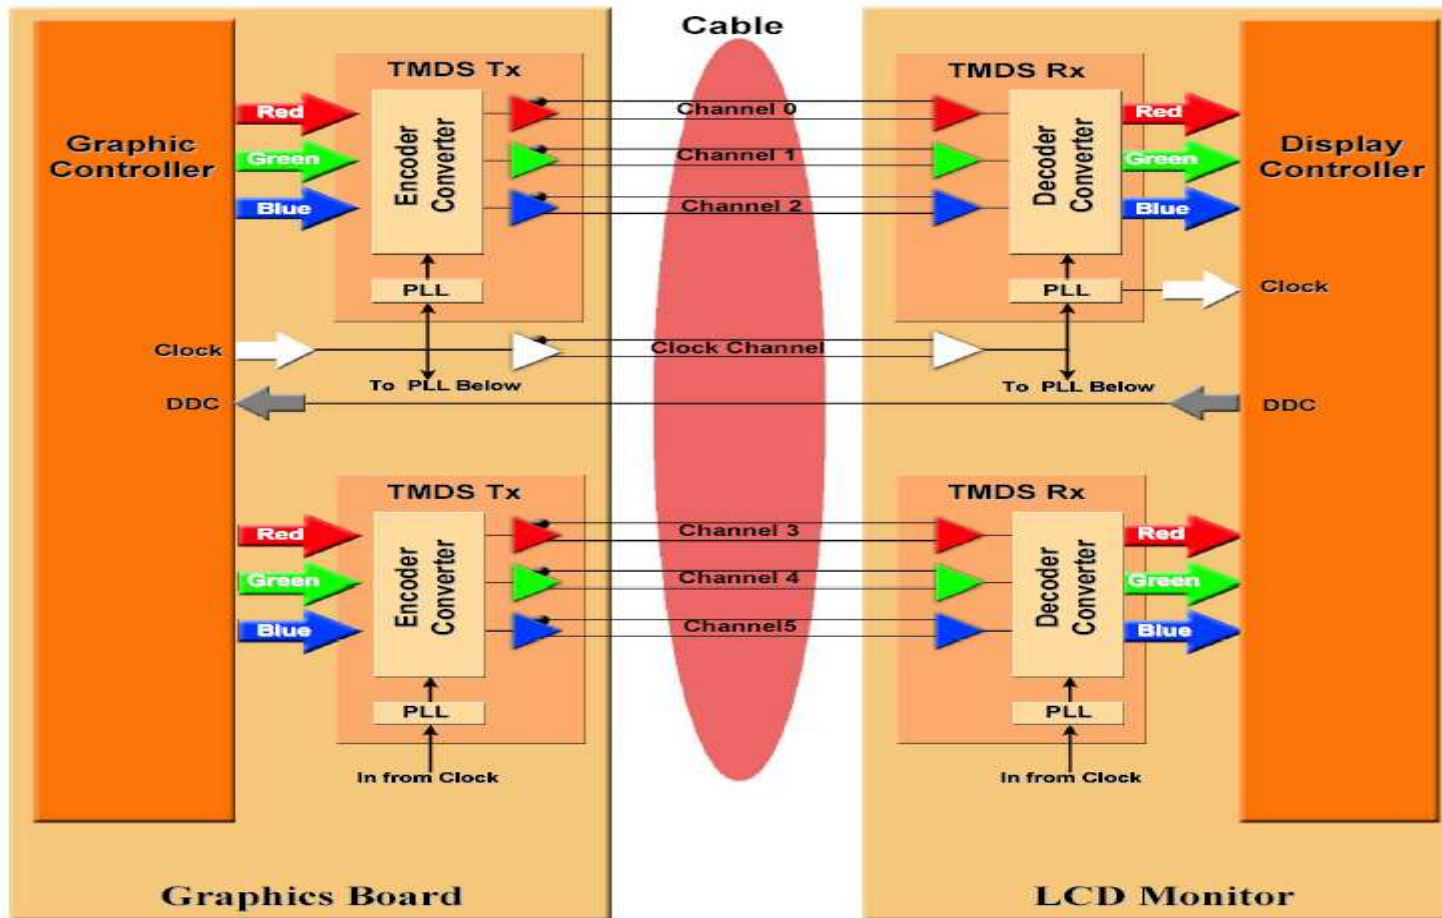 Cable
TMDS Tx
TMDS Rx
Graphic
Controller
Red
Green
Blue
Encoder
Converter
Channel 0
Channel 1
Channel 2
Decoder
Converter
Red
Green
Blue
Display
Controller
PLL
PLL
Clock
Clock
Clock Channel
To PLL Below
To PLL Below
DDC
DDC
TMDS Tx
TMDS Rx
Red
Green
Blue
Encoder
Converter
Channel 3
Channel 4
Channel5
Decoder
Converter
Red
Green
Blue
PLL
PLL
In from Clock
In from Clock
Graphics Board
LCD Monitor